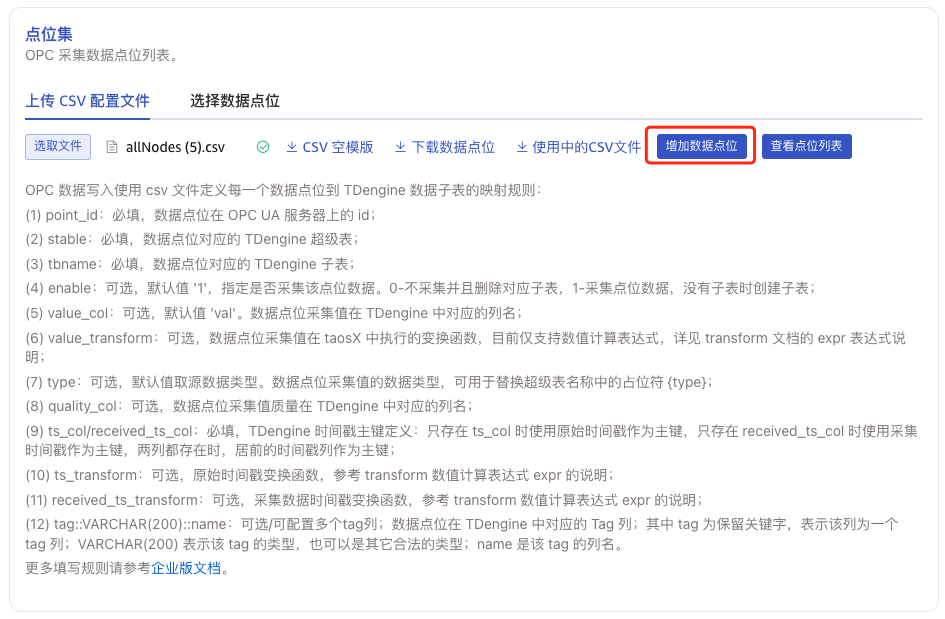 点位集
OPC 采集数据点位列表。
上传 CSV 配置文件 选择数据点位
选取文件 allNodes (5).csv CSV 空模版 下载数据点位 使用中的CSV文件 增加数据点位 查看点位列表
OPC 数据写入使用 csv 文件定义每一个数据点位到 TDengine 数据子表的映射规则：
(1) point_id：必填，数据点位在 OPC UA 服务器上的 id；
(2) stable：必填，数据点位对应的 TDengine 超级表；
(3) tbname：必填，数据点位对应的 TDengine 子表；
(4) enable：可选，默认值 '1'，指定是否采集该点位数据。0-不采集并且删除对应子表，1-采集点位数据，没有子表时创建子表；
(5) value_col：可选，默认值 'val'。数据点位采集值在 TDengine 中对应的列名；
(6) value_transform：可选，数据点位采集值在 taosX 中执行的变换函数，目前仅支持数值计算表达式，详见 transform 文档的 expr 表达式说
明；
(7) type：可选，默认值取源数据类型。数据点位采集值的数据类型，可用于替换超级表名称中的占位符 {type}；
(8) quality_col：可选，数据点位采集值质量在 TDengine 中对应的列名；
(9) ts_col/received_ts_col：必填，TDengine 时间戳主键定义：只存在 ts_col 时使用原始时间戳作为主键，只存在 received_ts_col 时使用采集
时间戳作为主键，两列都存在时，居前的时间戳列作为主键；
(10) ts_transform：可选，原始时间戳变换函数，参考 transform 数值计算表达式 expr 的说明；
(11) received_ts_transform：可选，采集数据时间戳变换函数，参考 transform 数值计算表达式 expr 的说明；
(12) tag::VARCHAR(200)::name：可选/可配置多个tag列；数据点位在 TDengine 中对应的 Tag 列；其中 tag 为保留关键字，表示该列为一个
tag 列；VARCHAR(200) 表示该 tag 的类型，也可以是其它合法的类型；name 是该 tag 的列名。
更多填写规则请参考企业版文档。